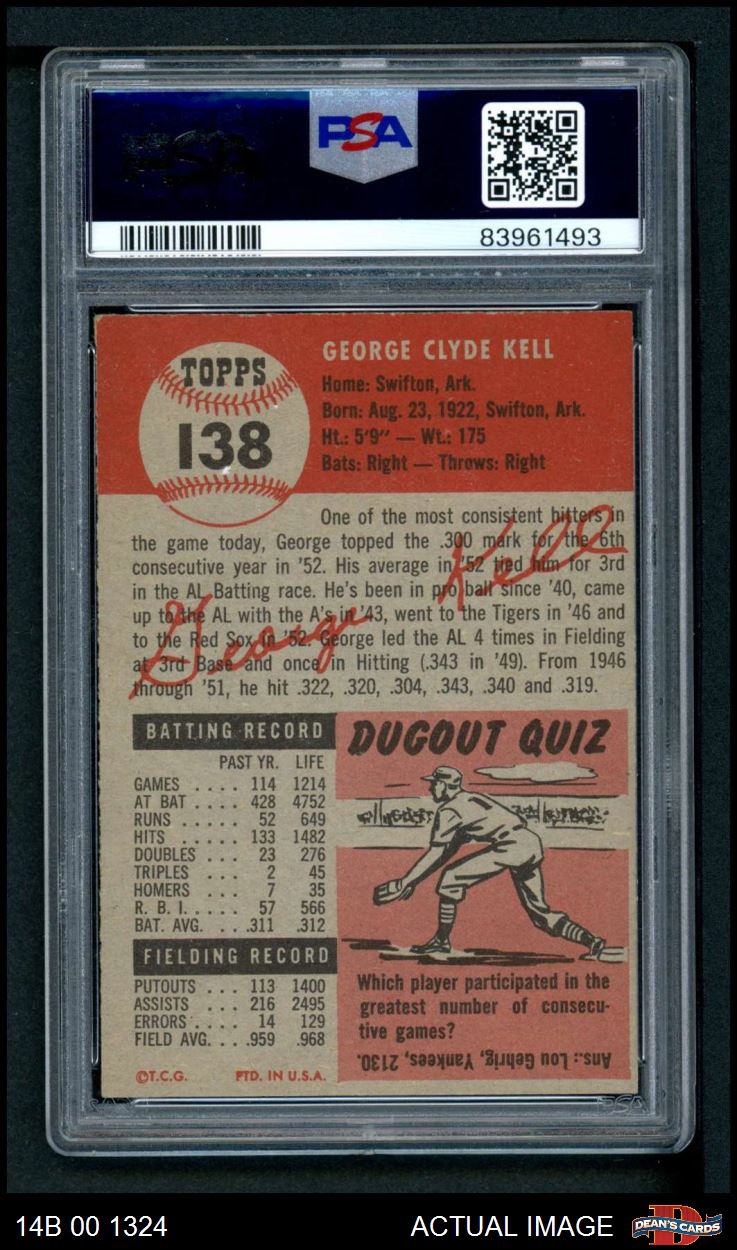 PSA
83961493
TOPPS
138
GEORGE CLYDE KELL
Home: Swifton, Ark.
Born: Aug. 23, 1922, Swifton, Ark.
Ht.: 5'9" — Wt.: 175
Bats: Right — Throws: Right
One of the most consistent hitters in
the game today, George topped the .300 mark for the 6th
consecutive year in '52. His average in '52 tied him for 3rd
in the AL Batting race. He's been in pro ball since '40, came
up to the AL with the A's in '43, went to the Tigers in '46 and
to the Red Sox in '52. George led the AL 4 times in Fielding
at 3rd Base and once in Hitting (.343 in '49). From 1946
through '51, he hit .322, .320, .304, .343, .340 and .319.
George Kell
BATTING RECORD
PAST YR. LIFE
GAMES .... 114 1214
AT BAT .... 428 4752
RUNS ..... 52 649
HITS ..... 133 1482
DOUBLES ... 23 276
TRIPLES ... 2 45
HOMERS ... 7 35
R. B. I. .... 57 566
BAT. AVG. ... .311 .312
FIELDING RECORD
PUTOUTS ... 113 1400
ASSISTS ... 216 2495
ERRORS .... 14 129
FIELD AVG. ... .959 .968
©T.C.G. PTD. IN U.S.A.
DUGOUT QUIZ
Which player participated in the
greatest number of consecu-
tive games?
Ans.: Lou Gehrig, Yankees, 2130.
PSA
14B 00 1324
ACTUAL IMAGE
DEAN'S CARDS